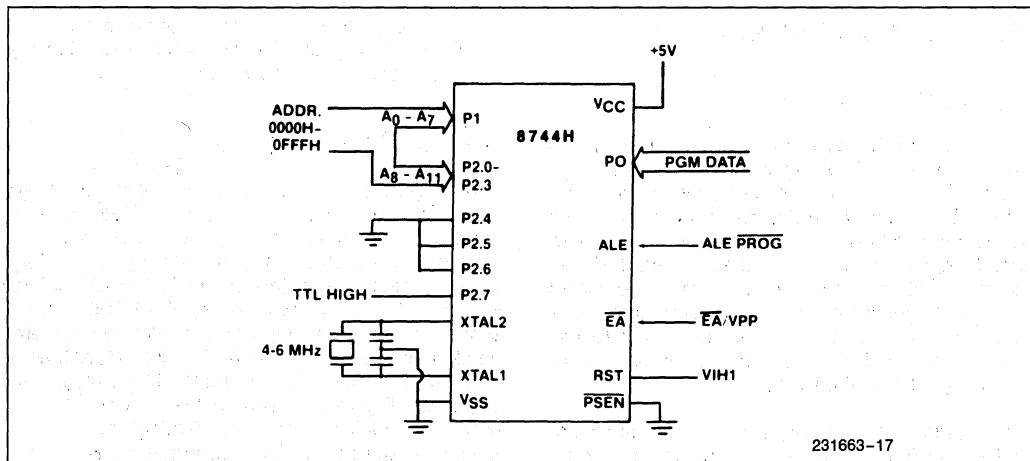 +5V
ADDR.
0000H-
0FFFH
A0 - A7
A8 - A11
P1
P2.0-
P2.3
P2.4
P2.5
P2.6
TTL HIGH
P2.7
XTAL2
4-6 MHz
XTAL1
VSS
8744H
VCC
PO
PGM DATA
ALE
ALE PROG
EA
EA/VPP
RST
VIH1
PSEN
231663-17